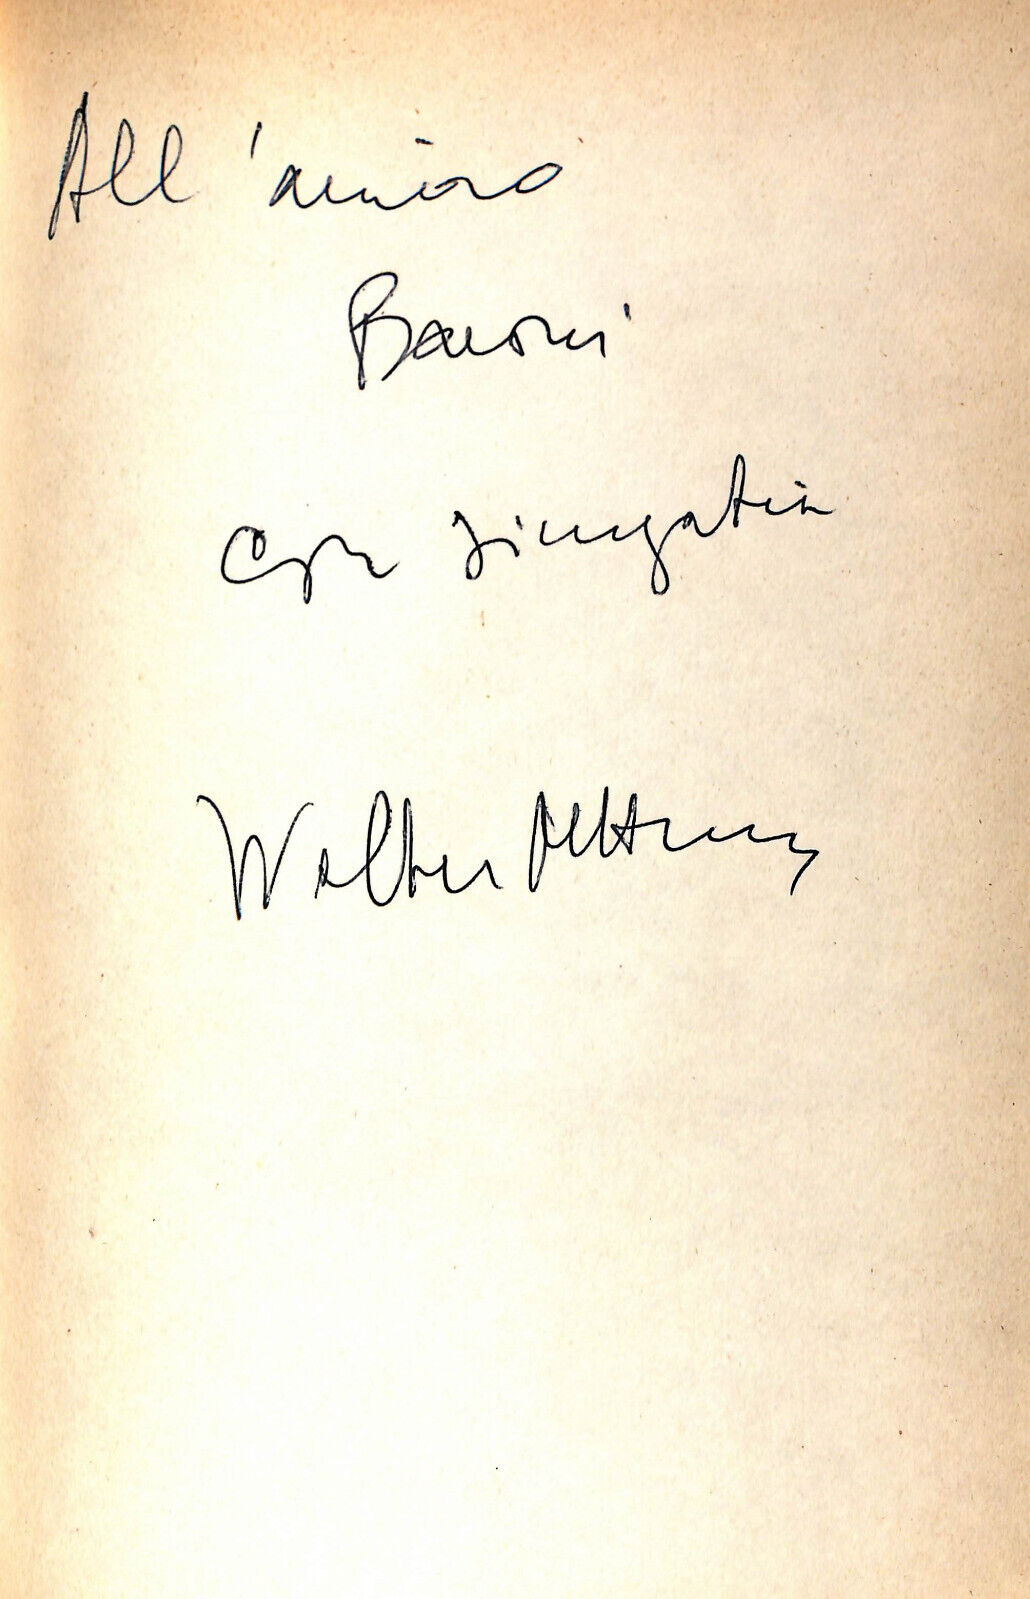 All'amico
Baroni
con simpatia
Walter